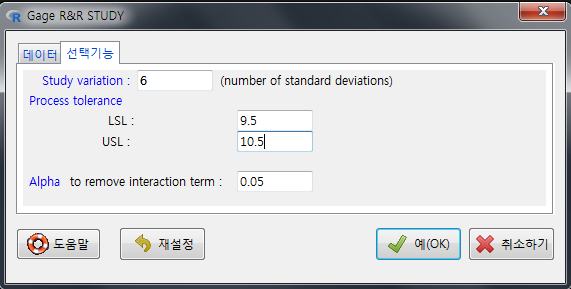 Gage R&R STUDY
데이터 선택기능
Study variation : 6 (number of standard deviations)
Process tolerance
LSL : 9.5
USL : 10.5
Alpha to remove interaction term : 0.05
도움말 재설정 예(OK) 취소하기